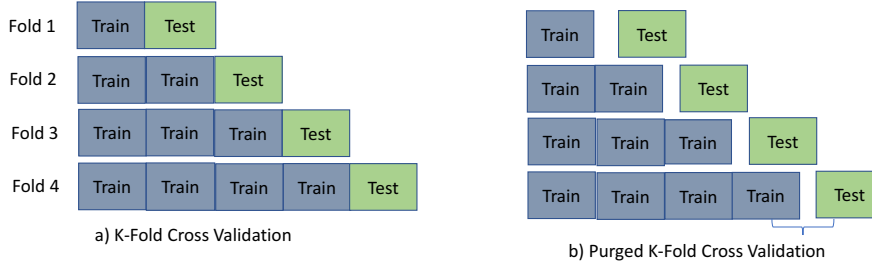 Fold 1 Train Test
Fold 2 Train Train Test
Fold 3 Train Train Train Test
Fold 4 Train Train Train Train Test
a) K-Fold Cross Validation
Train Test
Train Train Test
Train Train Train Test
Train Train Train Train Test
b) Purged K-Fold Cross Validation